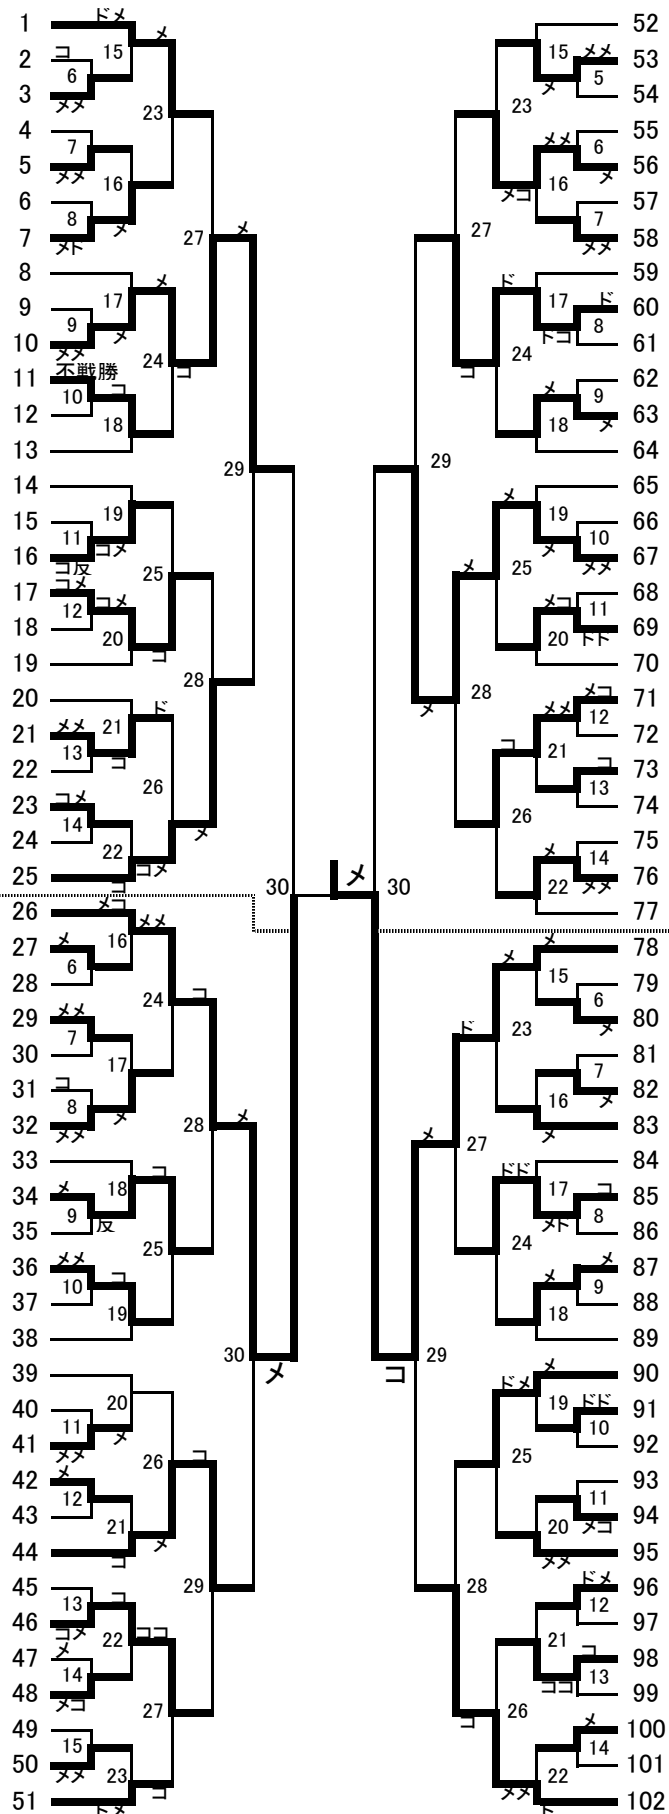 1 ドメ メ 15 52
2 コ 15 メメ 53
6 5
3 メメ 23 メ 54
23
4 55
7 メメ 6
5 メメ 16 16 メ 56
6 メコ 57
8 メ 7
7 メド 27 メ 27 メメ 58
8 メ ド 59
17 17 ド
9 メ 60
9 トコ 8
10 メメ 24 24 61
11 不戦勝 コ コ 62
10 コ メ 9
12 18 18 メ 63
13 64
29 29
14 メ 65
19 19
15 66
11 コメ メ 10
16 コ反 メメ 67
17 コメ 25 メ 25 68
12 コメ メコ 11
18 20 20 トド 69
19 コ 70
28 28
20 ド メ メコ 71
21 メメ 21 メメ 12 72
13 コ コ 21 コ
22 73
26 13
23 コメ 26 74
14 メ
24 22 メ 75
コメ 14
25 コ 22 メメ 76
30 メ 30
26 メコ メメ 77
16
27 メ メ メ 78
6 15
28 コ 79
24 6
29 メメ ド 23 メ 80
7
30 17 81
7
31 コ 16 メ 82
8 メ
32 メメ 28 メ メ 27 メ 83
33 コ ドド 84
18 17 コ
34 メ 85
9 反 メド 8
35 25 24 86
36 メメ コ メ メ 87
10 9
37 19 18 88
38 89
30 メ コ 29
39 ドメ メ 90
20 19 ドド
40 91
11 メ 10
41 メメ 25 92
42 メ 26 コ 93
12 11
43 21 20 メコ 94
44 コ メ メメ 95
29 28
45 コ ドメ 96
13 12
46 コメ 22 ココ 21 97
47 メ コ 98
14 ココ 13
48 メコ 27 コ 26 99
49 メ 100
15 14
50 メメ 23 22 101
51 ドメ コ メメ ド 102